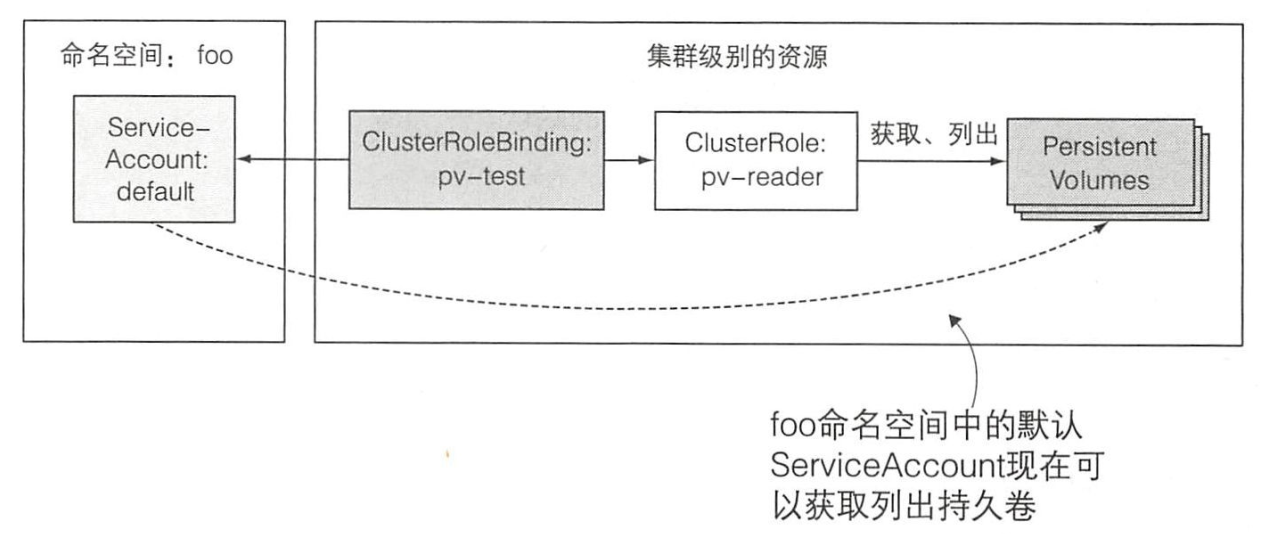 命名空间：foo
集群级别的资源
Service-
Account:
default
ClusterRoleBinding:
pv-test
ClusterRole:
pv-reader
获取、列出
Persistent
Volumes
foo命名空间中的默认
ServiceAccount现在可
以获取列出持久卷